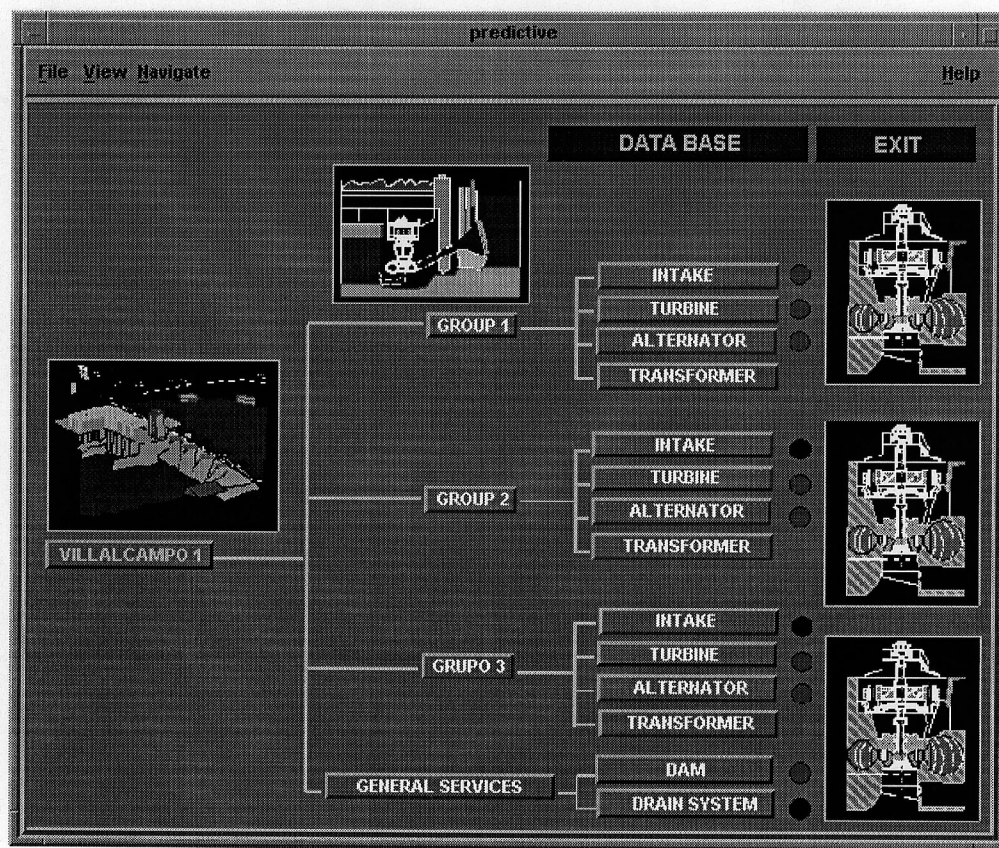 predictive
File View Navigate Help
DATA BASE EXIT
INTAKE
TURBINE
GROUP 1
ALTERNATOR
TRANSFORMER
INTAKE
TURBINE
GROUP 2
ALTERNATOR
TRANSFORMER
VILLALCAMPO 1
INTAKE
TURBINE
GRUPO 3
ALTERNATOR
TRANSFORMER
DAM
GENERAL SERVICES
DRAIN SYSTEM